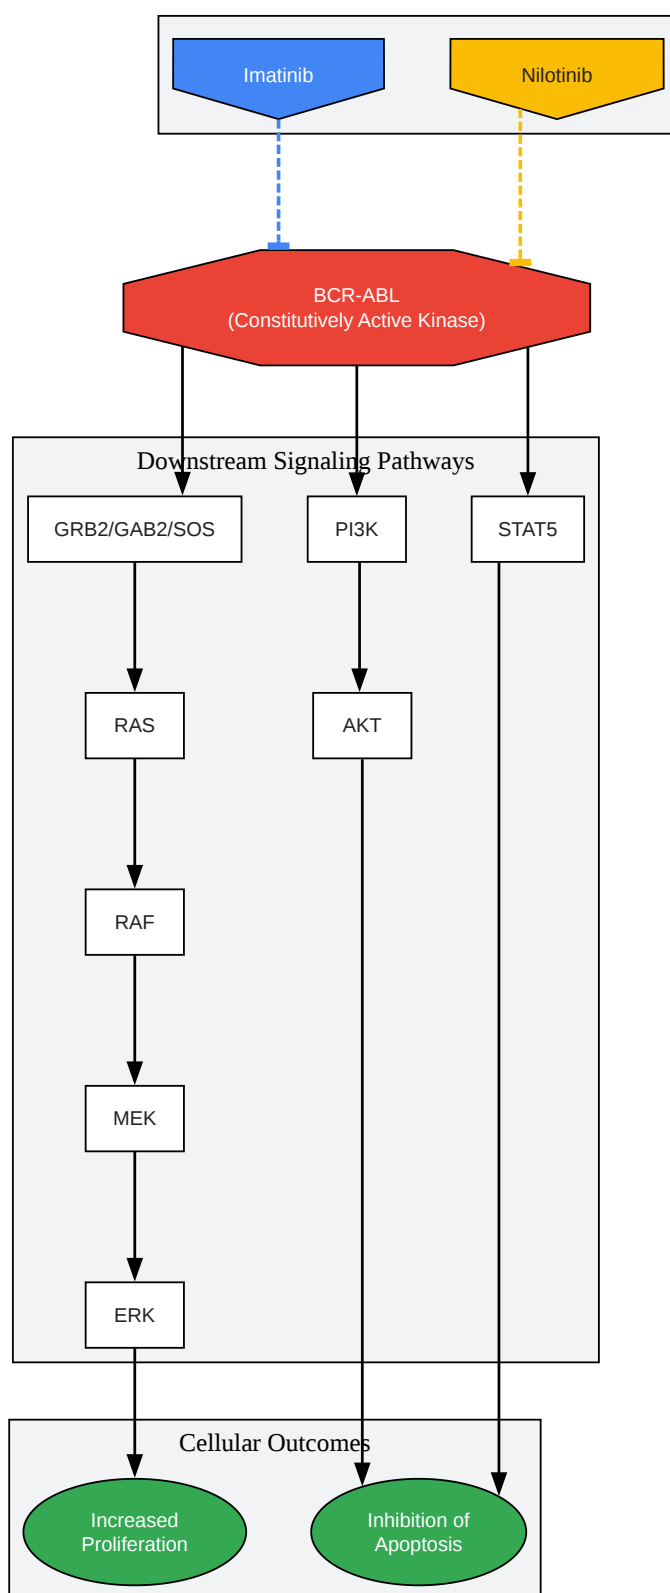 Imatinib
Nilotinib
BCR-ABL
(Constitutively Active Kinase)
Downstream Signaling Pathways
GRB2/GAB2/SOS
PI3K
STAT5
RAS
AKT
RAF
MEK
ERK
Cellular Outcomes
Increased
Proliferation
Inhibition of
Apoptosis